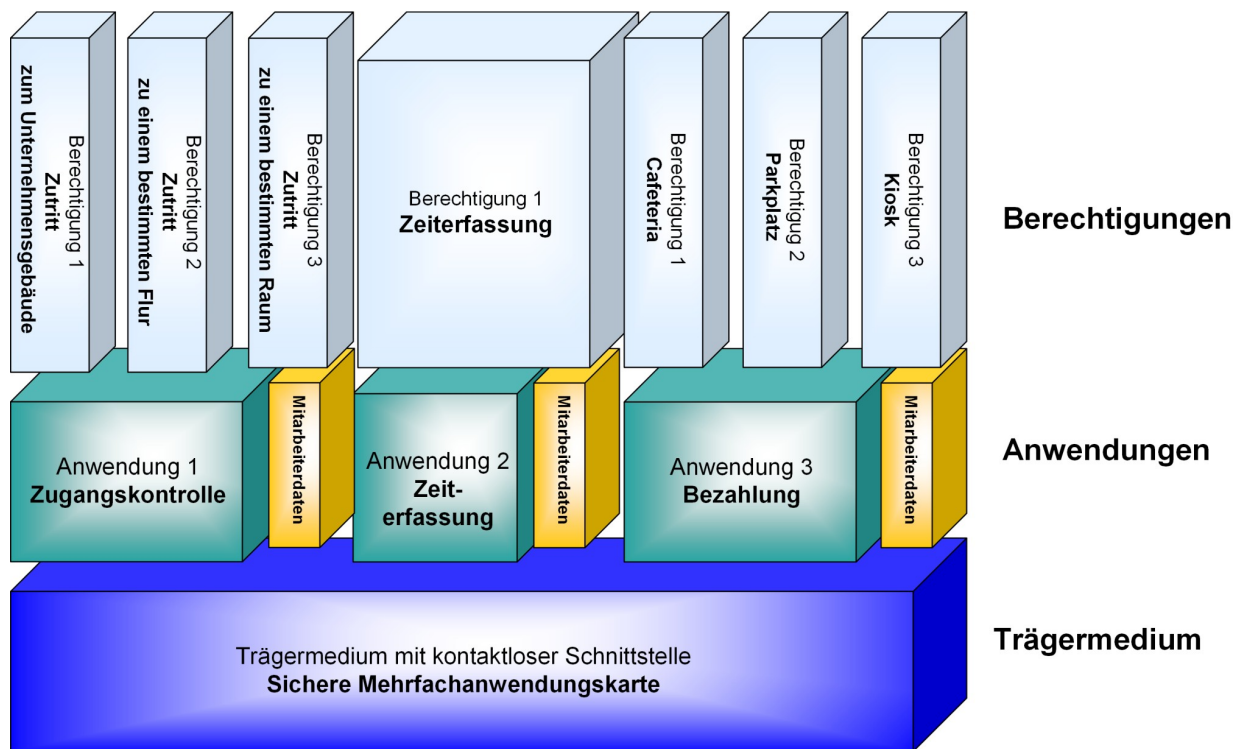 Berechtigung 1
Zutritt
zum Unternehmensgebäude
Berechtigung 2
Zutritt
zu einem bestimmten Flur
Berechtigung 3
Zutritt
zu einem bestimmten Raum
Berechtigung 1
Zeiterfassung
Berechtigung 1
Cafeteria
Berechtigug 2
Parkplatz
Berechtigung 3
Kiosk
Berechtigungen
Anwendung 1
Zugangskontrolle
Mitarbeiterdaten
Anwendung 2
Zeit-
erfassung
Mitarbeiterdaten
Anwendung 3
Bezahlung
Mitarbeiterdaten
Anwendungen
Trägermedium mit kontaktloser Schnittstelle
Sichere Mehrfachanwendungskarte
Trägermedium